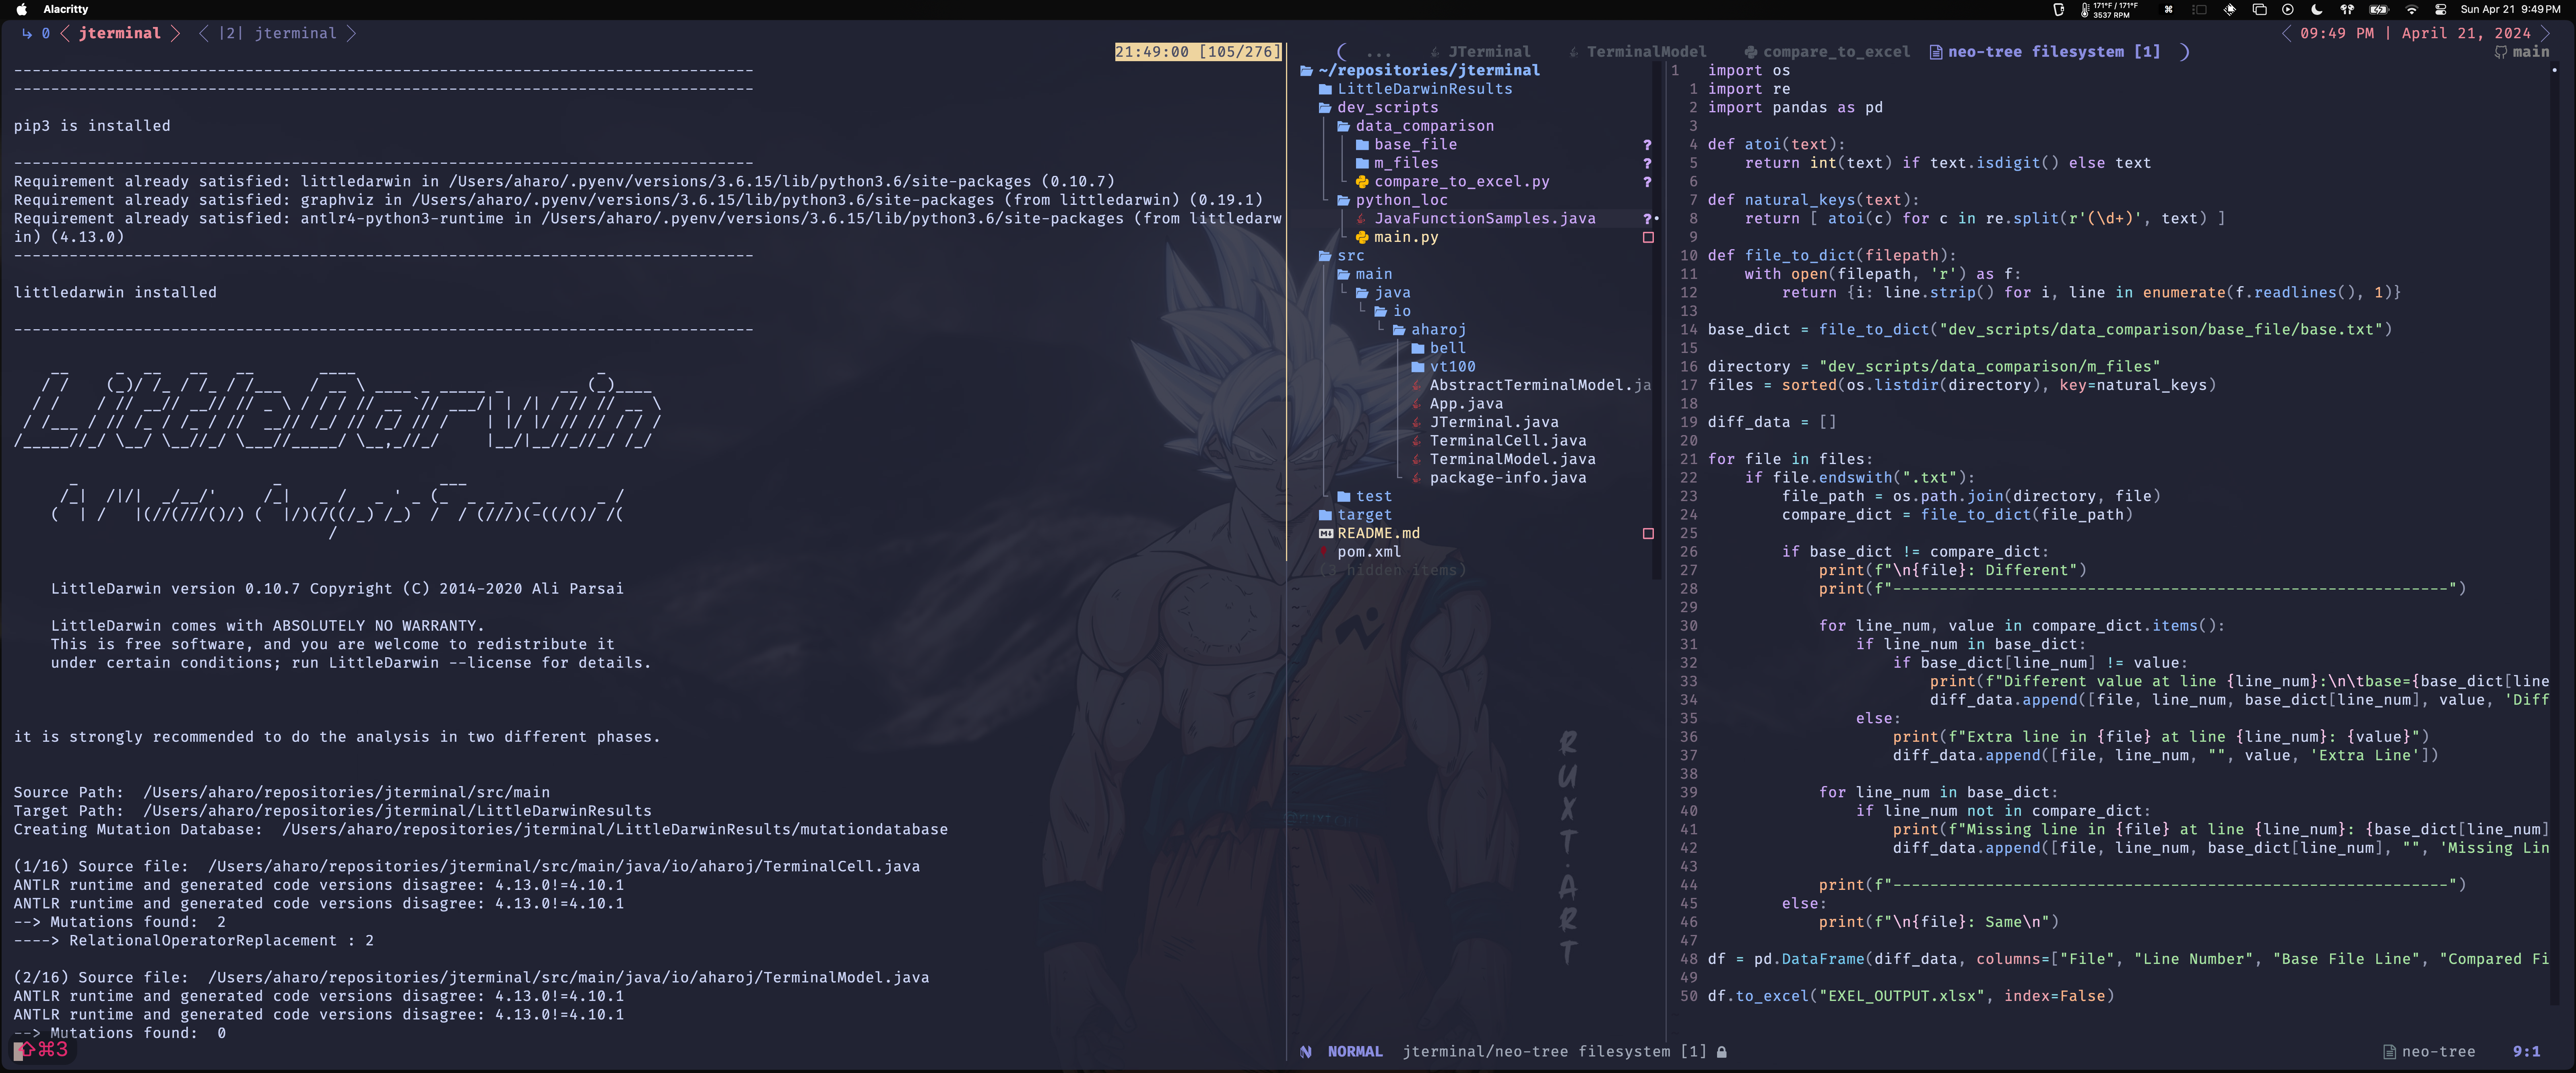 Alacritty
171°F / 171°F
3537 RPM
Sun Apr 21 9:49 PM
↳ 0 < jterminal > < |2| jterminal >
< 09:49 PM | April 21, 2024 >
21:49:00 [105/276]
--------------------------------------------------------------------------------
--------------------------------------------------------------------------------
pip3 is installed
--------------------------------------------------------------------------------
Requirement already satisfied: littledarwin in /Users/aharo/.pyenv/versions/3.6.15/lib/python3.6/site-packages (0.10.7)
Requirement already satisfied: graphviz in /Users/aharo/.pyenv/versions/3.6.15/lib/python3.6/site-packages (from littledarwin) (0.19.1)
Requirement already satisfied: antlr4-python3-runtime in /Users/aharo/.pyenv/versions/3.6.15/lib/python3.6/site-packages (from littledarw
in) (4.13.0)
--------------------------------------------------------------------------------
littledarwin installed
--------------------------------------------------------------------------------
LittleDarwin
Mutation Analysis Framework
LittleDarwin version 0.10.7 Copyright (C) 2014-2020 Ali Parsai
LittleDarwin comes with ABSOLUTELY NO WARRANTY.
This is free software, and you are welcome to redistribute it
under certain conditions; run LittleDarwin --license for details.
it is strongly recommended to do the analysis in two different phases.
Source Path:  /Users/aharo/repositories/jterminal/src/main
Target Path:  /Users/aharo/repositories/jterminal/LittleDarwinResults
Creating Mutation Database:  /Users/aharo/repositories/jterminal/LittleDarwinResults/mutationdatabase
(1/16) Source file:  /Users/aharo/repositories/jterminal/src/main/java/io/aharoj/TerminalCell.java
ANTLR runtime and generated code versions disagree: 4.13.0!=4.10.1
ANTLR runtime and generated code versions disagree: 4.13.0!=4.10.1
--> Mutations found:  2
----> RelationalOperatorReplacement : 2
(2/16) Source file:  /Users/aharo/repositories/jterminal/src/main/java/io/aharoj/TerminalModel.java
ANTLR runtime and generated code versions disagree: 4.13.0!=4.10.1
ANTLR runtime and generated code versions disagree: 4.13.0!=4.10.1
--> Mutations found:  0
⇧⌘3
( ... JTerminal TerminalModel compare_to_excel neo-tree filesystem [1] )
main
~/repositories/jterminal
LittleDarwinResults
dev_scripts
data_comparison
base_file ?
m_files ?
compare_to_excel.py ?
python_loc
JavaFunctionSamples.java ?
main.py
src
main
java
io
aharoj
bell
vt100
AbstractTerminalModel.ja
App.java
JTerminal.java
TerminalCell.java
TerminalModel.java
package-info.java
test
target
README.md
pom.xml
(3 hidden items)
RUXT.ART
1 import os
1 import re
2 import pandas as pd
3
4 def atoi(text):
5     return int(text) if text.isdigit() else text
6
7 def natural_keys(text):
8     return [ atoi(c) for c in re.split(r'(\d+)', text) ]
9
10 def file_to_dict(filepath):
11     with open(filepath, 'r') as f:
12         return {i: line.strip() for i, line in enumerate(f.readlines(), 1)}
13
14 base_dict = file_to_dict("dev_scripts/data_comparison/base_file/base.txt")
15
16 directory = "dev_scripts/data_comparison/m_files"
17 files = sorted(os.listdir(directory), key=natural_keys)
18
19 diff_data = []
20
21 for file in files:
22     if file.endswith(".txt"):
23         file_path = os.path.join(directory, file)
24         compare_dict = file_to_dict(file_path)
25
26         if base_dict != compare_dict:
27             print(f"\n{file}: Different")
28             print(f"------------------------------------------------------------")
29
30             for line_num, value in compare_dict.items():
31                 if line_num in base_dict:
32                     if base_dict[line_num] != value:
33                         print(f"Different value at line {line_num}:\n\tbase={base_dict[line
34                         diff_data.append([file, line_num, base_dict[line_num], value, 'Diff
35                 else:
36                     print(f"Extra line in {file} at line {line_num}: {value}")
37                     diff_data.append([file, line_num, "", value, 'Extra Line'])
38
39             for line_num in base_dict:
40                 if line_num not in compare_dict:
41                     print(f"Missing line in {file} at line {line_num}: {base_dict[line_num]
42                     diff_data.append([file, line_num, base_dict[line_num], "", 'Missing Lin
43
44             print(f"------------------------------------------------------------")
45         else:
46             print(f"\n{file}: Same\n")
47
48 df = pd.DataFrame(diff_data, columns=["File", "Line Number", "Base File Line", "Compared Fi
49
50 df.to_excel("EXEL_OUTPUT.xlsx", index=False)
NORMAL jterminal/neo-tree filesystem [1]
neo-tree 9:1